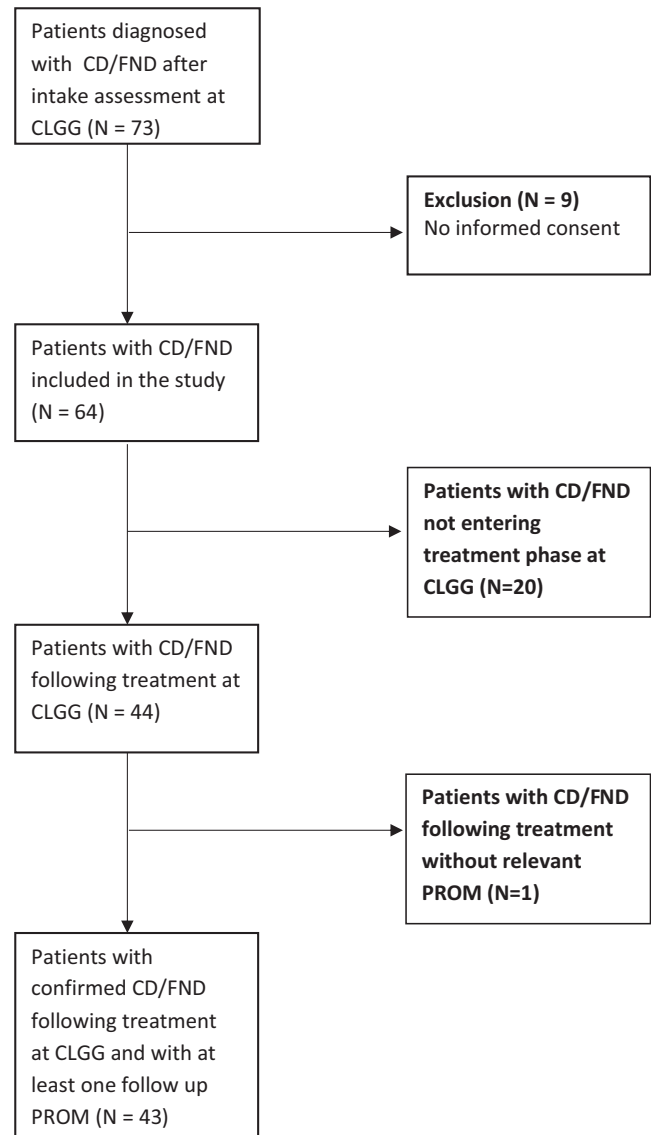 Patients diagnosed
with CD/FND after
intake assessment at
CLGG (N = 73)
Exclusion (N = 9)
No informed consent
Patients with CD/FND
included in the study
(N = 64)
Patients with CD/FND
not entering
treatment phase at
CLGG (N=20)
Patients with CD/FND
following treatment at
CLGG (N = 44)
Patients with CD/FND
following treatment
without relevant
PROM (N=1)
Patients with
confirmed CD/FND
following treatment
at CLGG and with at
least one follow up
PROM (N = 43)